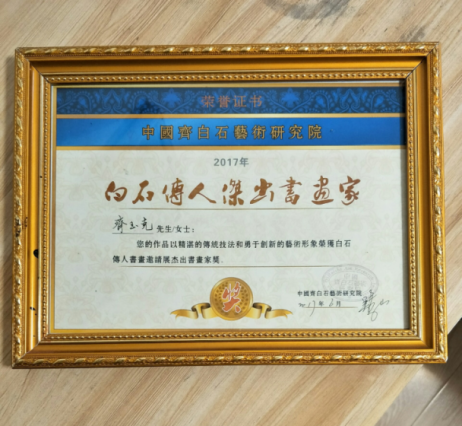 荣誉证书
中國齊白石藝術研究院
2017年
白石傳人傑出書畫家
先生/女士：
您的作品以精湛的傳統技法和勇于創新的藝術形象榮獲白石
傳人書畫邀請展杰出書畫家獎。
中國齊白石藝術研究院